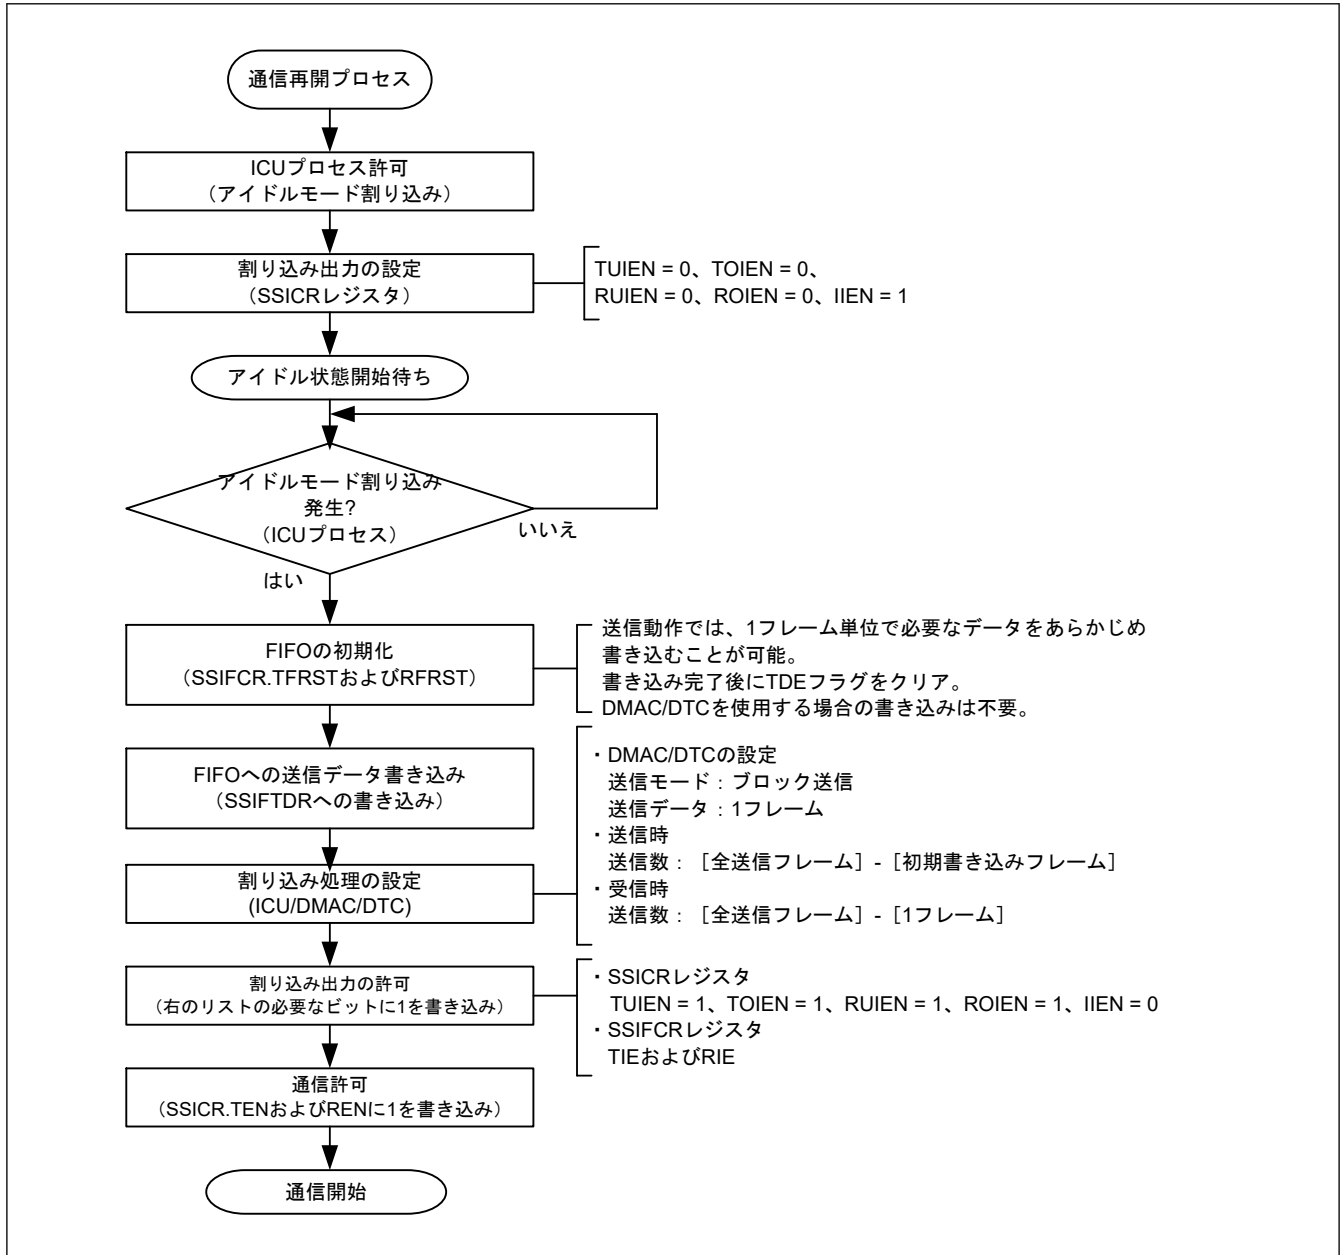 通信再開プロセス
ICUプロセス許可
（アイドルモード割り込み）
割り込み出力の設定
（SSICRレジスタ）
TUIEN = 0、TOIEN = 0、
RUIEN = 0、ROIEN = 0、IIEN = 1
アイドル状態開始待ち
アイドルモード割り込み
発生?
（ICUプロセス）
いいえ
はい
FIFOの初期化
（SSIFCR.TFRSTおよびRFRST）
送信動作では、1フレーム単位で必要なデータをあらかじめ
書き込むことが可能。
書き込み完了後にTDEフラグをクリア。
DMAC/DTCを使用する場合の書き込みは不要。
FIFOへの送信データ書き込み
（SSIFTDRへの書き込み）
割り込み処理の設定
(ICU/DMAC/DTC)
・DMAC/DTCの設定
送信モード：ブロック送信
送信データ：1フレーム
・送信時
送信数：［全送信フレーム］-［初期書き込みフレーム］
・受信時
送信数：［全送信フレーム］-［1フレーム］
割り込み出力の許可
（右のリストの必要なビットに1を書き込み）
・SSICRレジスタ
TUIEN = 1、TOIEN = 1、RUIEN = 1、ROIEN = 1、IIEN = 0
・SSIFCRレジスタ
TIEおよびRIE
通信許可
（SSICR.TENおよびRENに1を書き込み）
通信開始